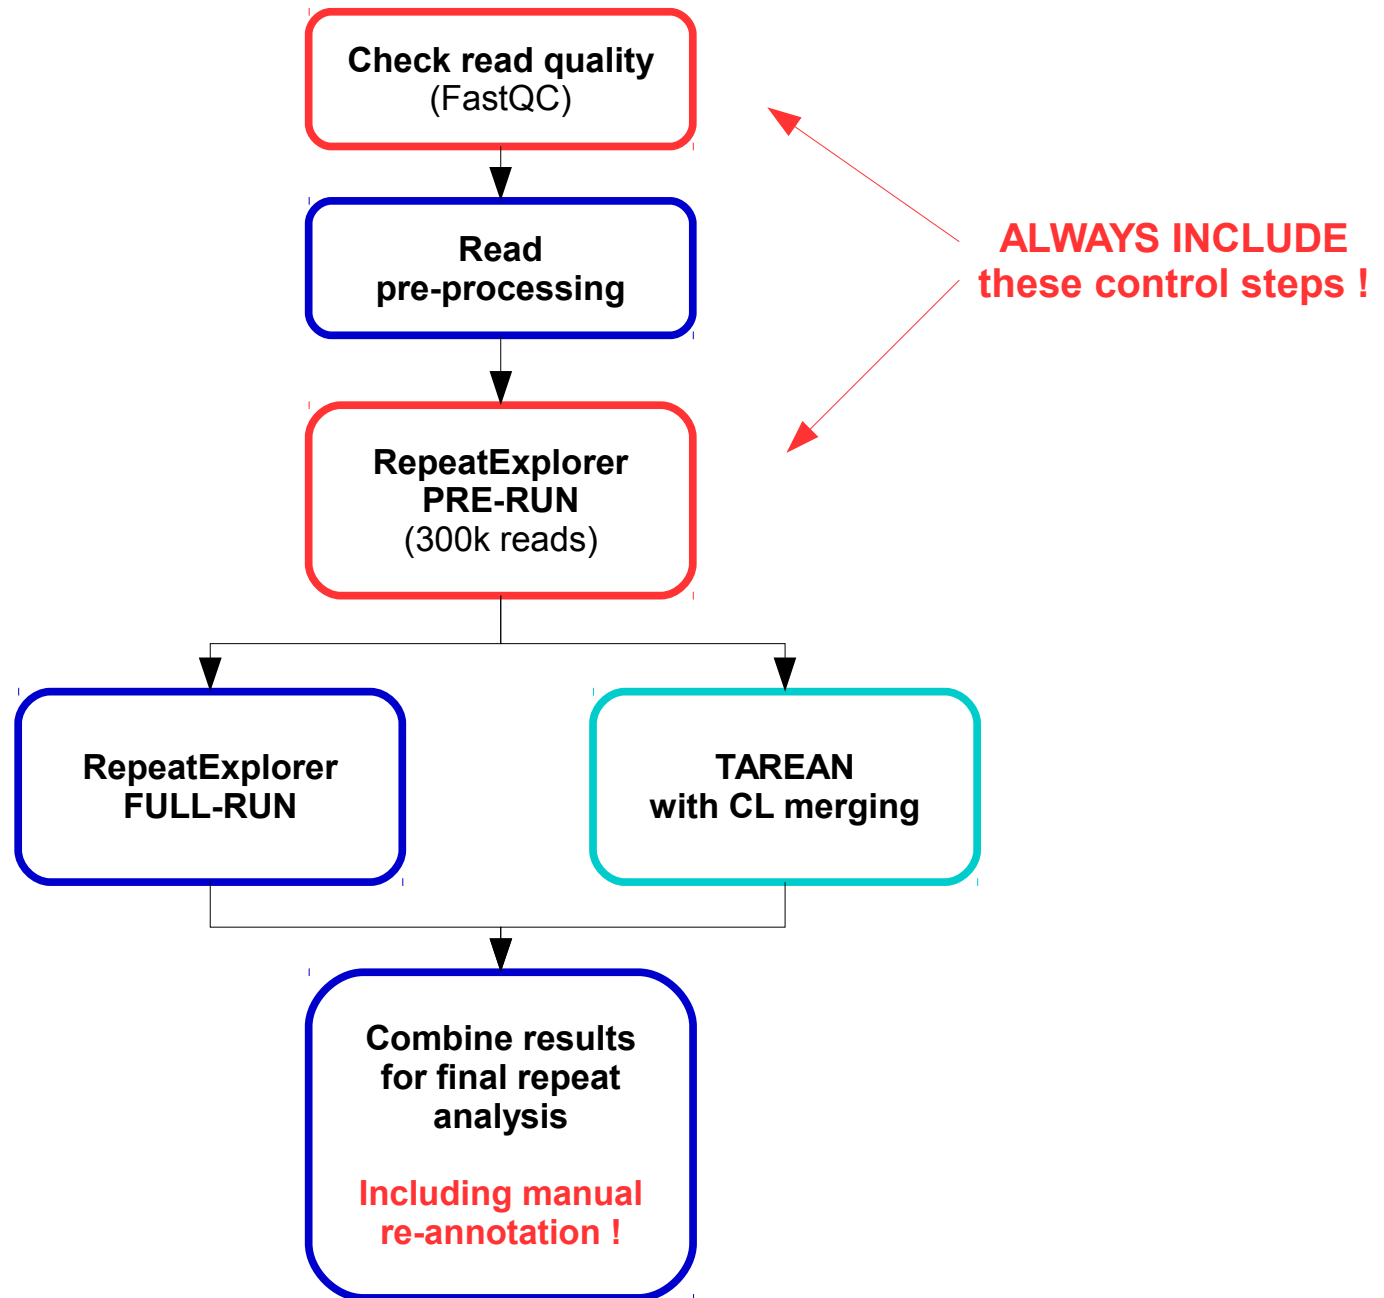 Check read quality
(FastQC)
Read
pre-processing
ALWAYS INCLUDE
these control steps !
RepeatExplorer
PRE-RUN
(300k reads)
RepeatExplorer
FULL-RUN
TAREAN
with CL merging
Combine results
for final repeat
analysis
Including manual
re-annotation !